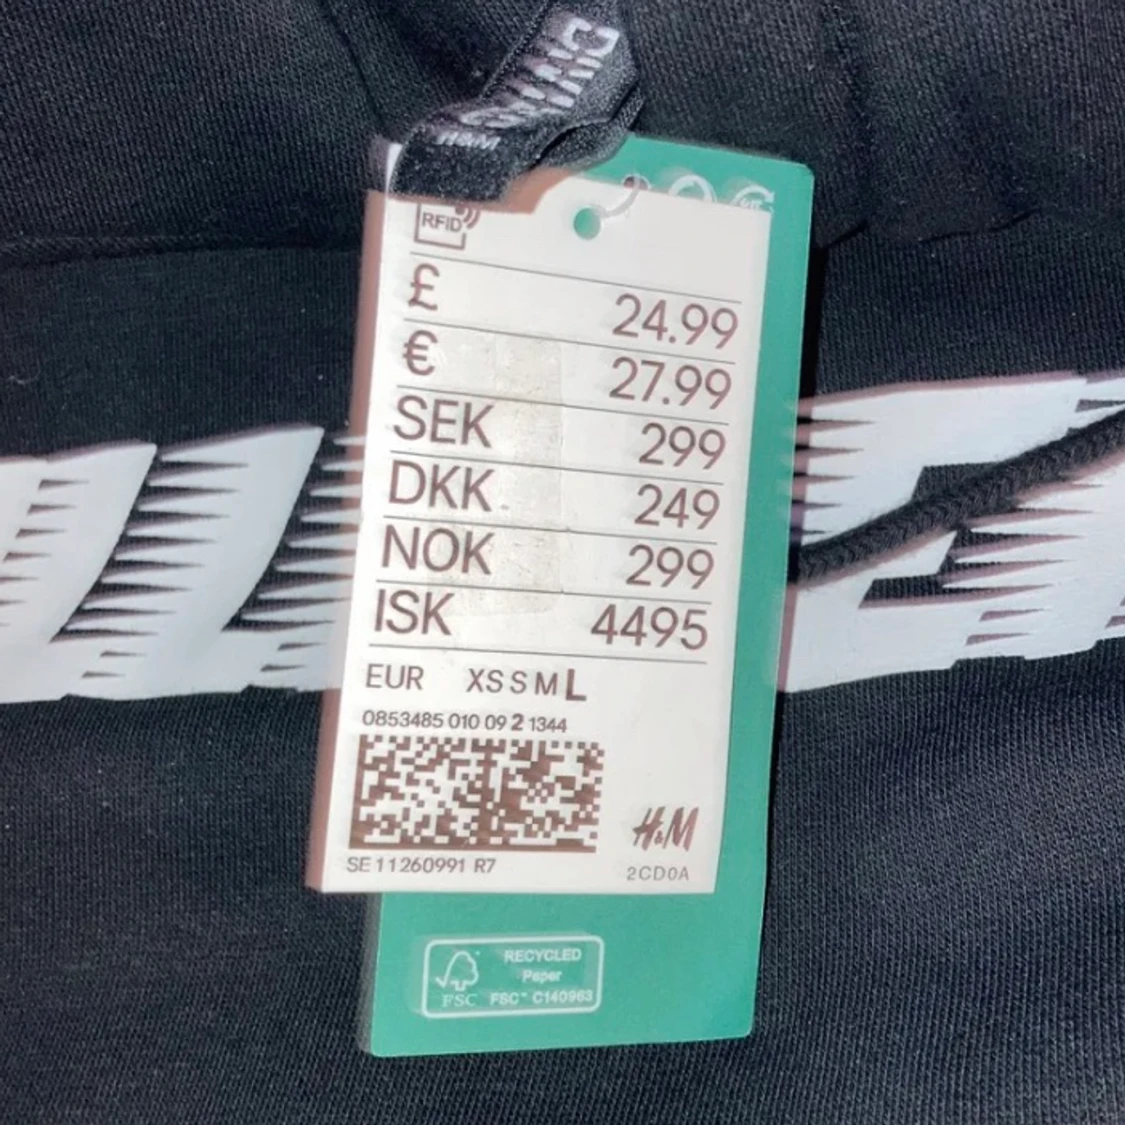 H&M
RFID
£ 24.99
€ 27.99
SEK 299
DKK 249
NOK 299
ISK 4495
EUR XS S M L
0853485 010 09 2 1344
H&M
SE 11260991 R7
2CD0A
RECYCLED
Paper
FSC
FSC™ C140963